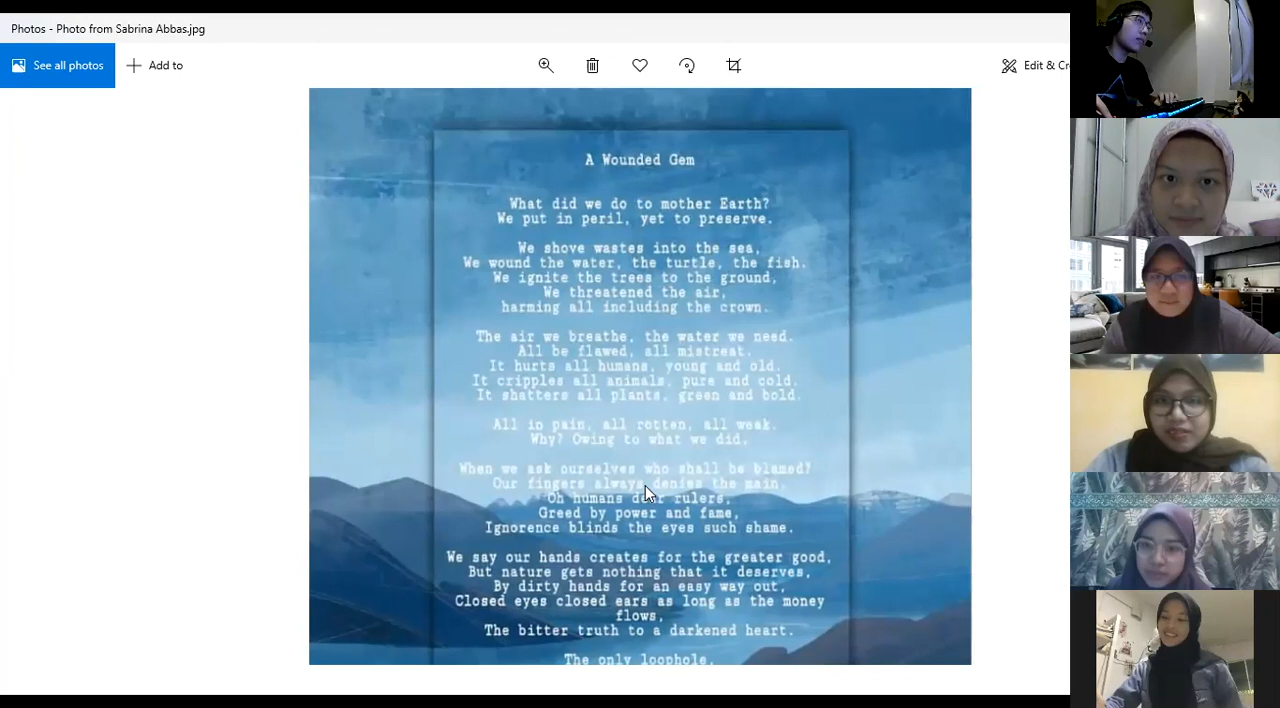 Photos - Photo from Sabrina Abbas.jpg
See all photos
Add to
Edit & Cr
A Wounded Gem
What did we do to mother Earth?
We put in peril, yet to preserve.
We shove wastes into the sea,
We wound the water, the turtle, the fish.
We ignite the trees to the ground,
We threatened the air,
harming all including the crown.
The air we breathe, the water we need.
All be flawed, all mistreat.
It hurts all humans, young and old.
It cripples all animals, pure and cold.
It shatters all plants, green and bold.
All in pain, all rotten, all weak.
Why? Owing to what we did.
When we ask ourselves who shall be blamed?
Our fingers always denies the main,
Oh humans dear rulers,
Greed by power and fame,
Ignorence blinds the eyes such shame.
We say our hands creates for the greater good,
But nature gets nothing that it deserves,
By dirty hands for an easy way out,
Closed eyes closed ears as long as the money
flows,
The bitter truth to a darkened heart.
The only loophole,